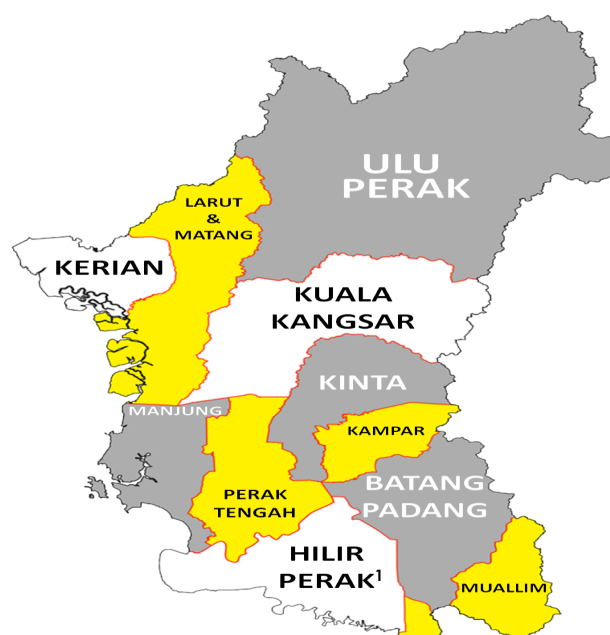 ULU
PERAK
LARUT
&
MATANG
KERIAN
KUALA
KANGSAR
KINTA
MANJUNG
KAMPAR
BATANG
PADANG
PERAK
TENGAH
HILIR
PERAK¹
MUALLIM